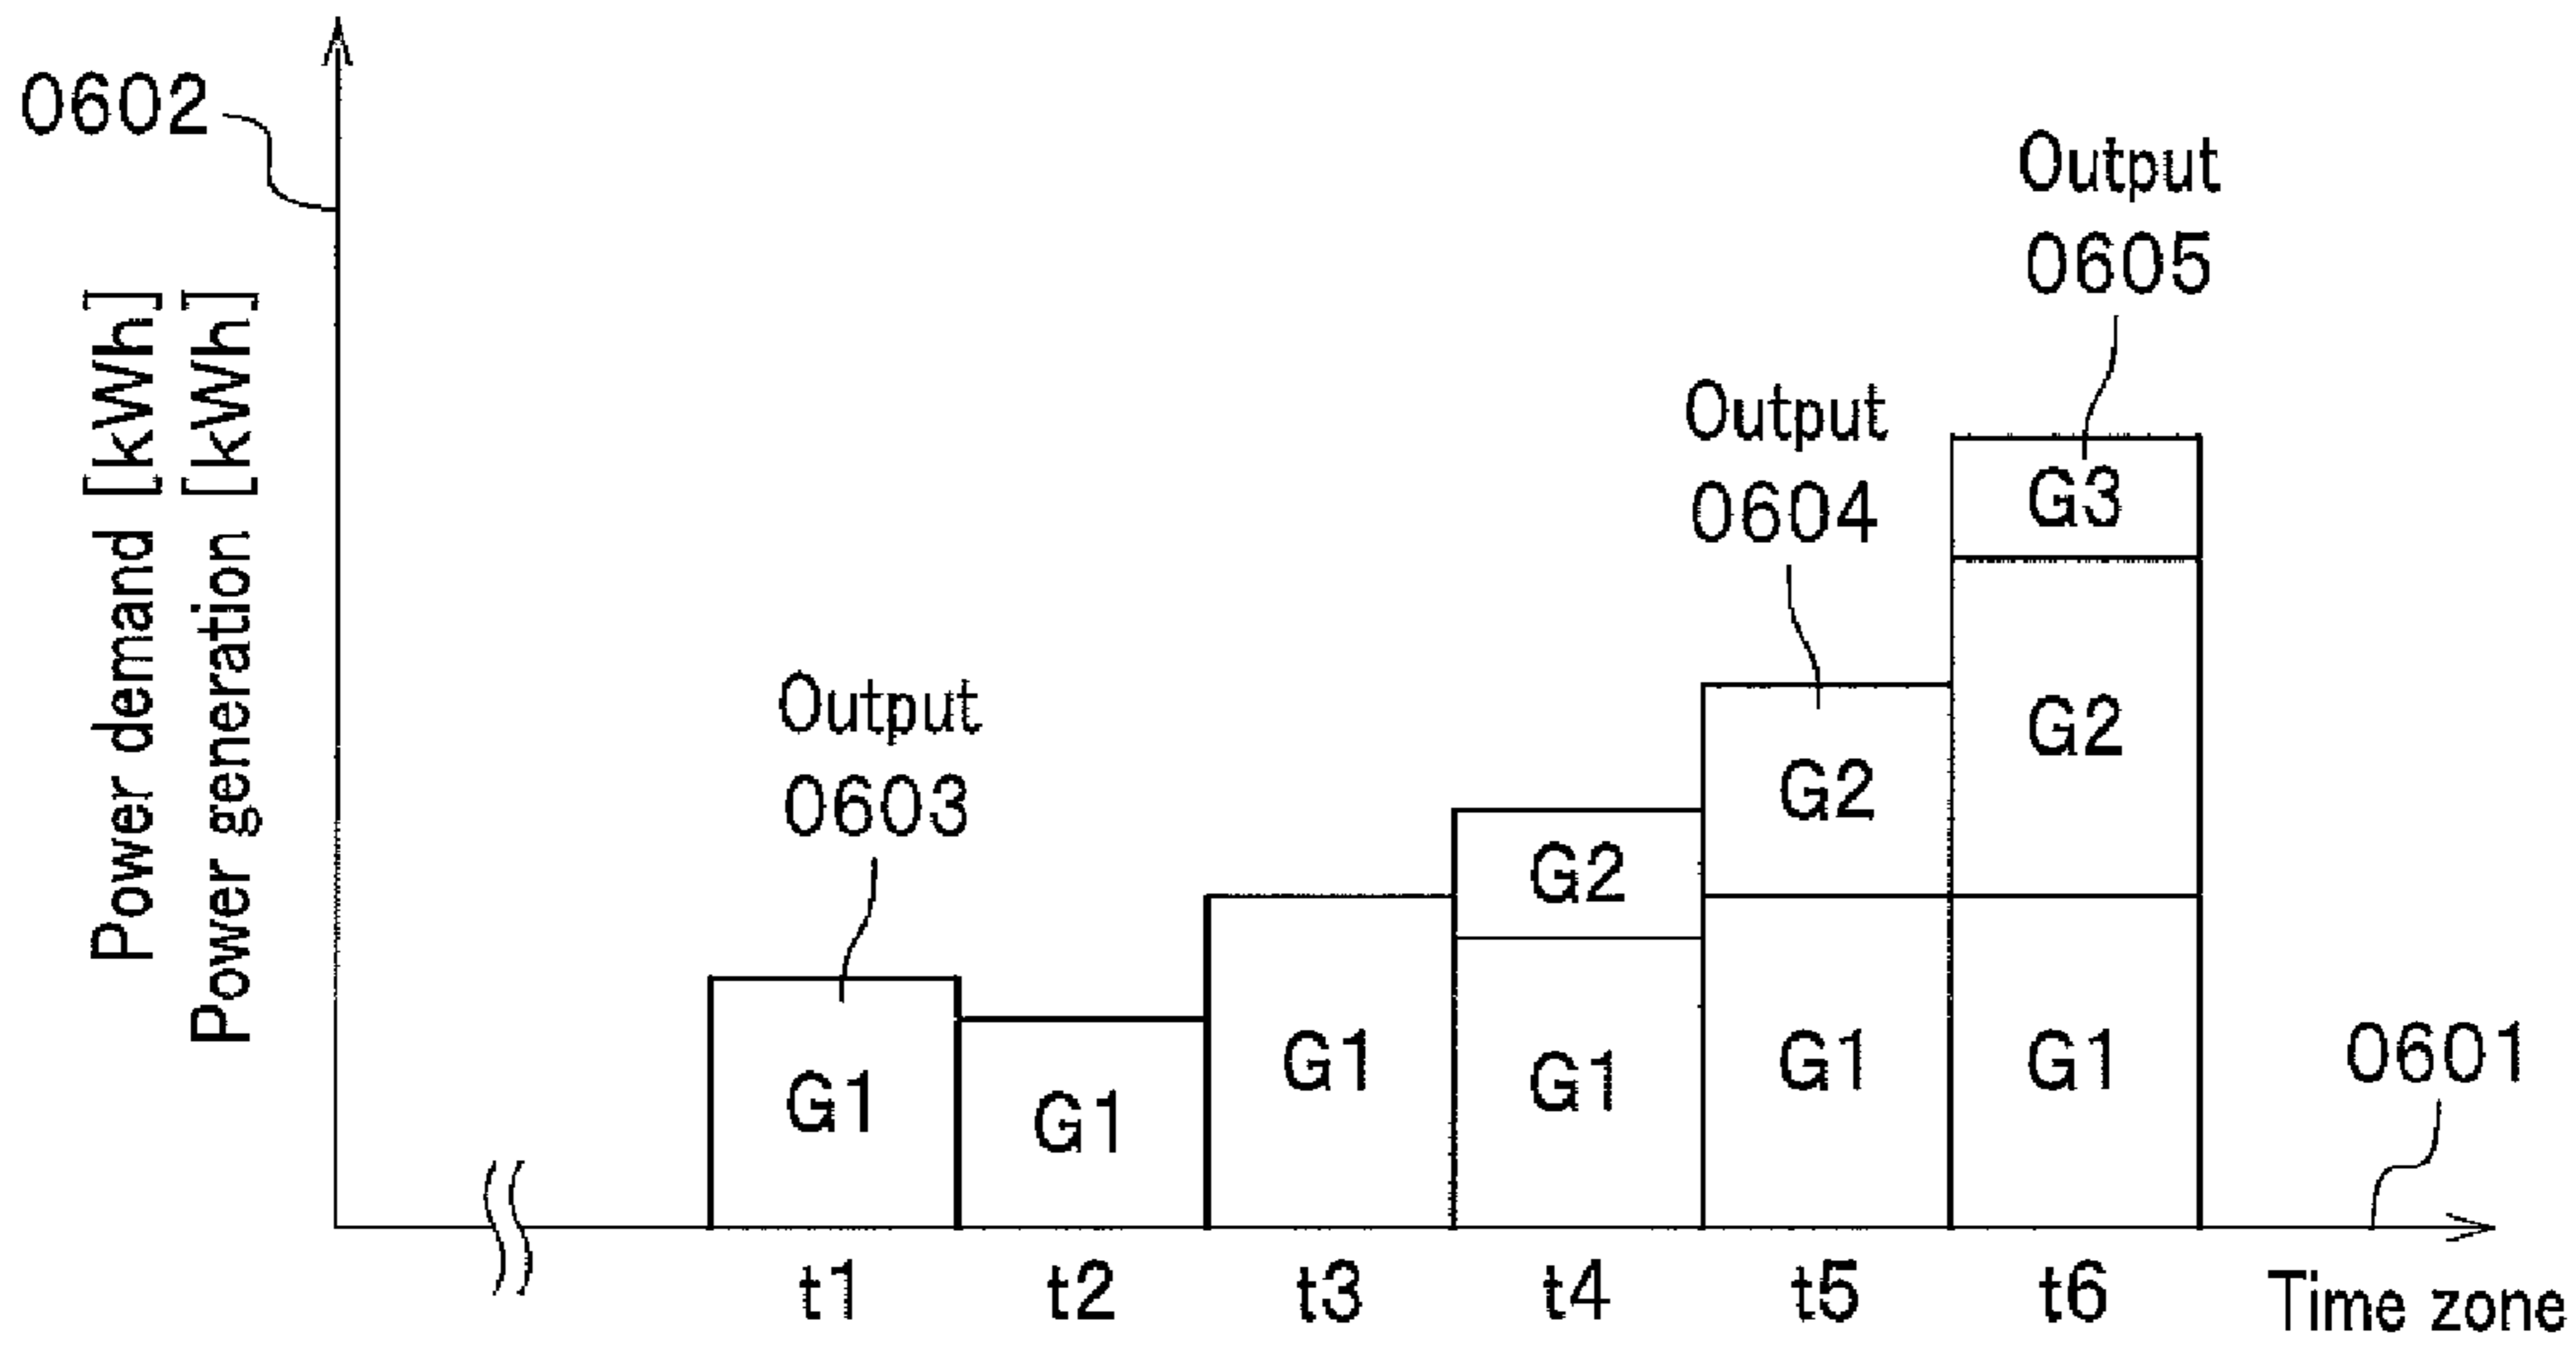 0602
Power demand [kWh]
Power generation [kWh]
Output
0605
Output
0604
Output
0603
G3
G2
G2
G2
G1
G1
G1
G1
G1
G1
0601
t1
t2
t3
t4
t5
t6
Time zone